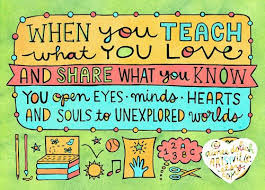 WHEN YOU TEACH
what YOU LOVE
AND SHARE WHAT you KNOW
YOU open EYES • minds • HEARTS
AND SOULS to UNEXPLORED worlds